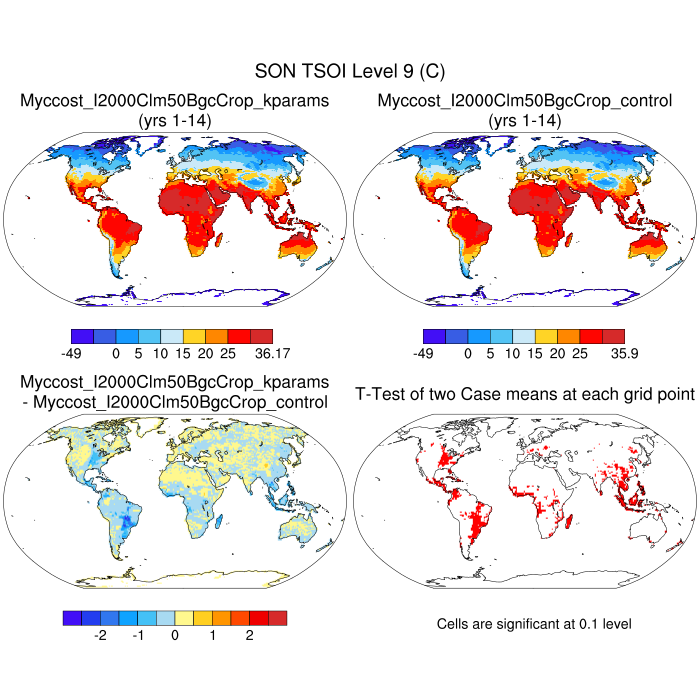 SON TSOI Level 9 (C)
Myccost_I2000Clm50BgcCrop_kparams
(yrs 1-14)
Myccost_I2000Clm50BgcCrop_control
(yrs 1-14)
-49 0 5 10 15 20 25 36.17
-49 0 5 10 15 20 25 35.9
Myccost_I2000Clm50BgcCrop_kparams
- Myccost_I2000Clm50BgcCrop_control
T-Test of two Case means at each grid point
-2 -1 0 1 2
Cells are significant at 0.1 level